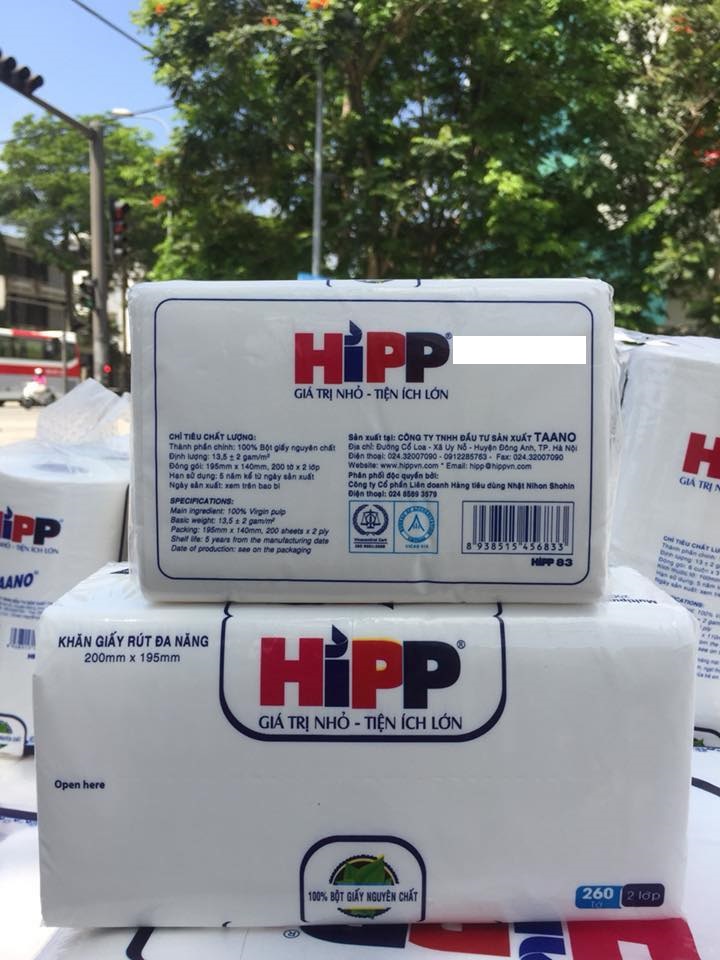 HiPP®
GIÁ TRỊ NHỎ - TIỆN ÍCH LỚN
CHỈ TIÊU CHẤT LƯỢNG:
Thành phần chính: 100% Bột giấy nguyên chất
Định lượng: 13,5 ± 2 gam/m²
Đóng gói: 195mm x 140mm, 200 tờ x 2 lớp
Hạn sử dụng: 5 năm kể từ ngày sản xuất
Ngày sản xuất: xem trên bao bì
SPECIFICATIONS:
Main ingredient: 100% Virgin pulp
Basic weight: 13,5 ± 2 gam/m²
Packing: 195mm x 140mm, 200 sheets x 2 ply
Shelf life: 5 years from the manufacturing date
Date of production: see on the packaging
Sản xuất tại: CÔNG TY TNHH ĐẦU TƯ SẢN XUẤT TAANO
Địa chỉ: Đường Cổ Loa - Xã Uy Nỗ - Huyện Đông Anh, TP. Hà Nội
Điện thoại: 024.32007090 - 0912285763 - Fax: 024.32007090
Website: www.hippvn.com * Email: hipp@hippvn.com
Phân phối độc quyền bởi:
Công ty Cổ phần Liên doanh Hàng tiêu dùng Nhật Nihon Shohin
Điện thoại: 024 8589 3579
8 938515 456833
HiPP 83
KHĂN GIẤY RÚT ĐA NĂNG
200mm x 195mm
HiPP®
GIÁ TRỊ NHỎ - TIỆN ÍCH LỚN
Open here
100% BỘT GIẤY NGUYÊN CHẤT
260
TỜ
2 lớp
TAANO